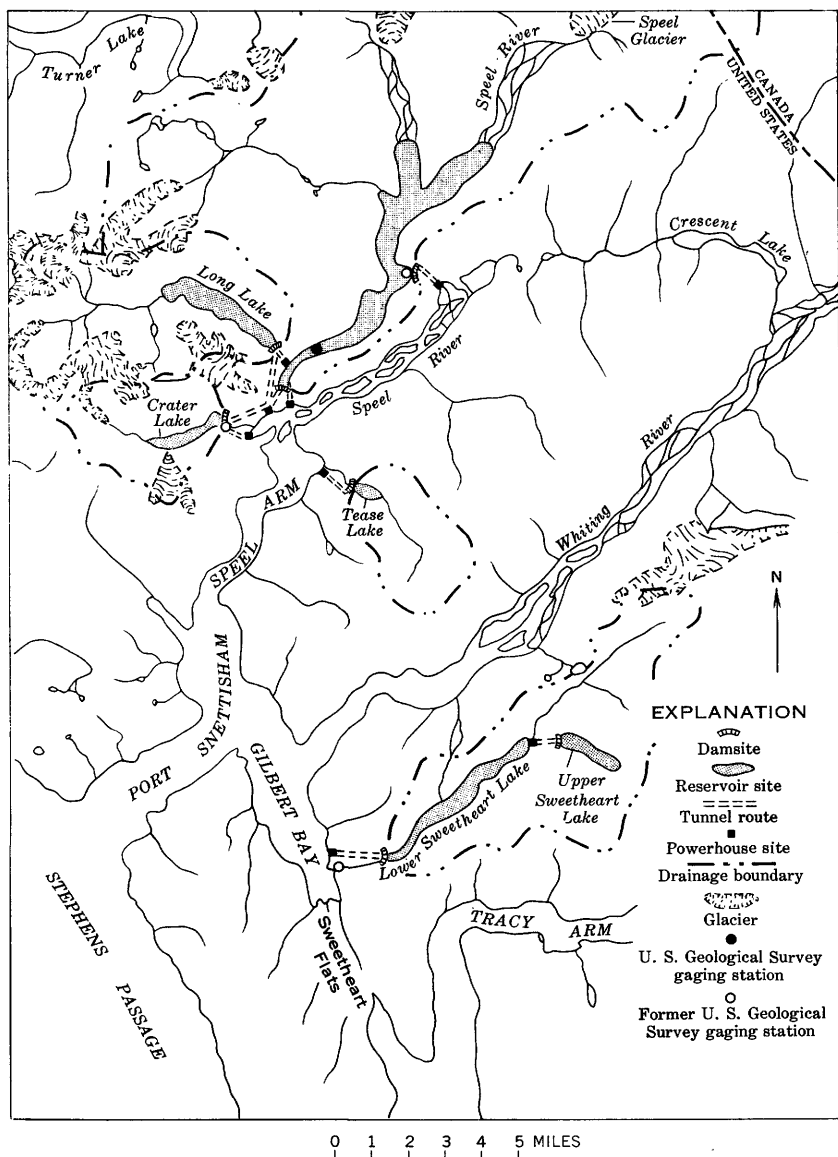 Speel
Glacier
Turner Lake
Speel River
CANADA
UNITED STATES
Crescent Lake
Long Lake
Speel River
Crater
Lake
SPEEL ARM
Tease
Lake
Whiting River
N
PORT SNETTISHAM
GILBERT BAY
Lower Sweetheart Lake
Upper
Sweetheart
Lake
Sweetheart
Flats
TRACY ARM
STEPHENS PASSAGE
EXPLANATION
Damsite
Reservoir site
Tunnel route
Powerhouse site
Drainage boundary
Glacier
U. S. Geological Survey
gaging station
Former U. S. Geological
Survey gaging station
0 1 2 3 4 5 MILES